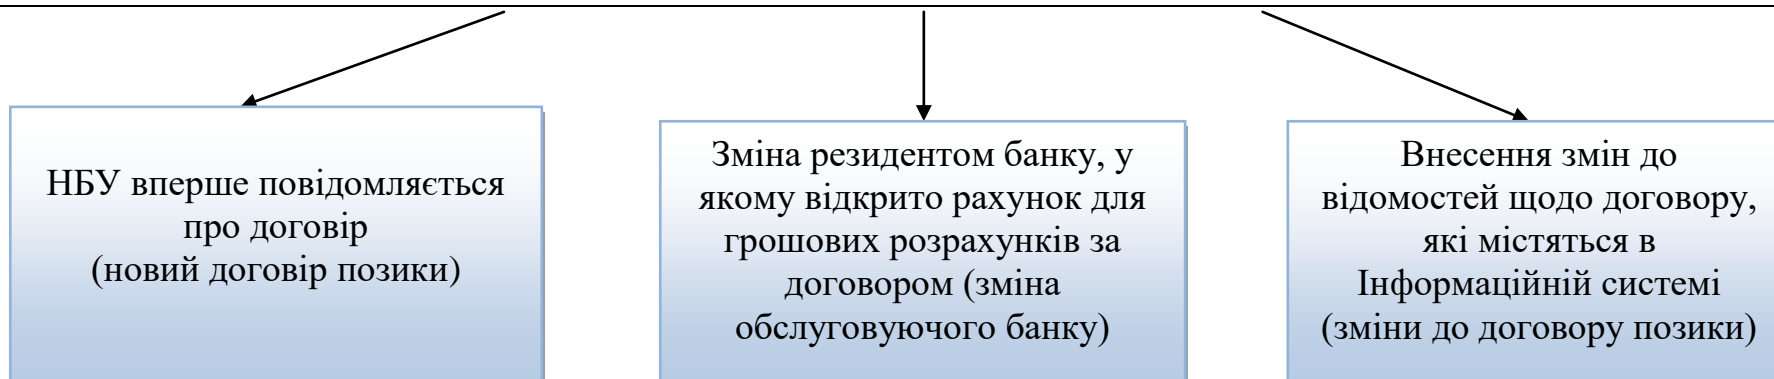 НБУ вперше повідомляється
про договір
(новий договір позики)
Зміна резидентом банку, у
якому відкрито рахунок для
грошових розрахунків за
договором (зміна
обслуговуючого банку)
Внесення змін до
відомостей щодо договору,
які містяться в
Інформаційній системі
(зміни до договору позики)